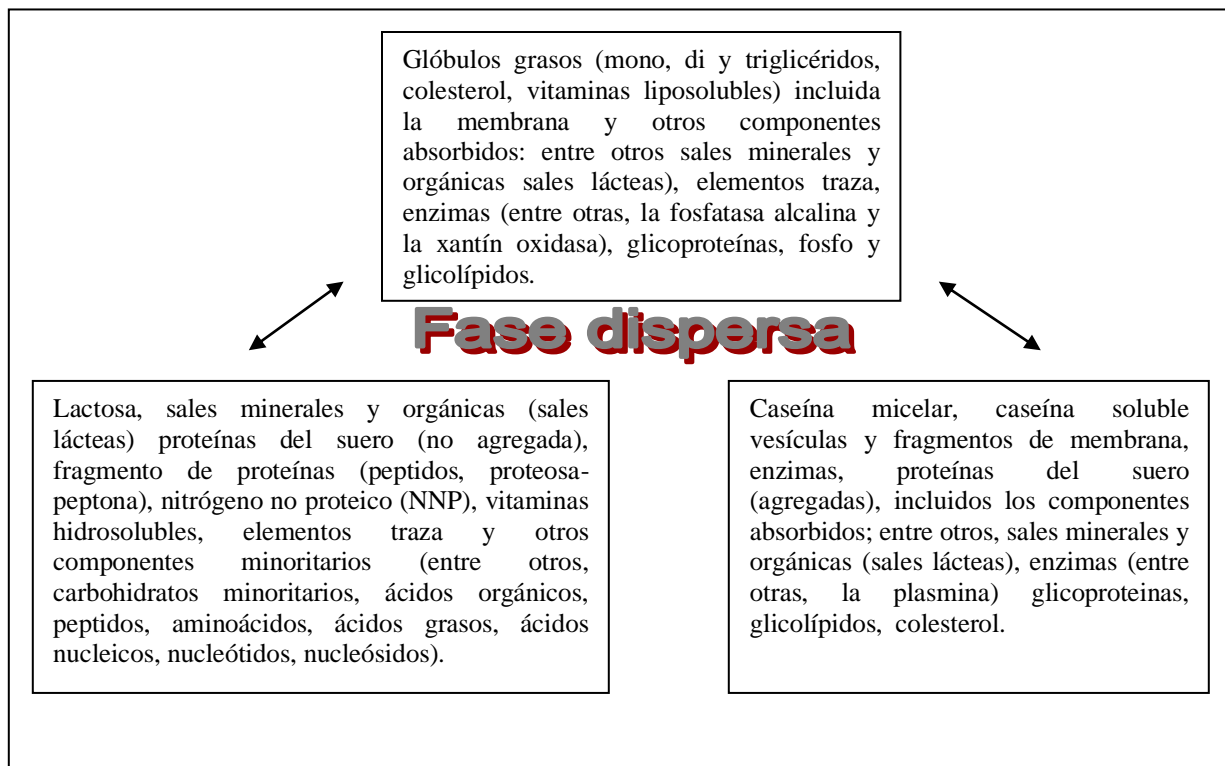 Glóbulos grasos (mono, di y triglicéridos,
colesterol, vitaminas liposolubles) incluida
la membrana y otros componentes
absorbidos: entre otros sales minerales y
orgánicas sales lácteas), elementos traza,
enzimas (entre otras, la fosfatasa alcalina y
la xantín oxidasa), glicoproteínas, fosfo y
glicolípidos.
Fase dispersa
Lactosa, sales minerales y orgánicas (sales
lácteas) proteínas del suero (no agregada),
fragmento de proteínas (peptidos, proteosa-
peptona), nitrógeno no proteico (NNP), vitaminas
hidrosolubles, elementos traza y otros
componentes minoritarios (entre otros,
carbohidratos minoritarios, ácidos orgánicos,
peptidos, aminoácidos, ácidos grasos, ácidos
nucleicos, nucleótidos, nucleósidos).
Caseína micelar, caseína soluble
vesículas y fragmentos de membrana,
enzimas, proteínas del suero
(agregadas), incluidos los componentes
absorbidos; entre otros, sales minerales y
orgánicas (sales lácteas), enzimas (entre
otras, la plasmina) glicoproteinas,
glicolípidos, colesterol.